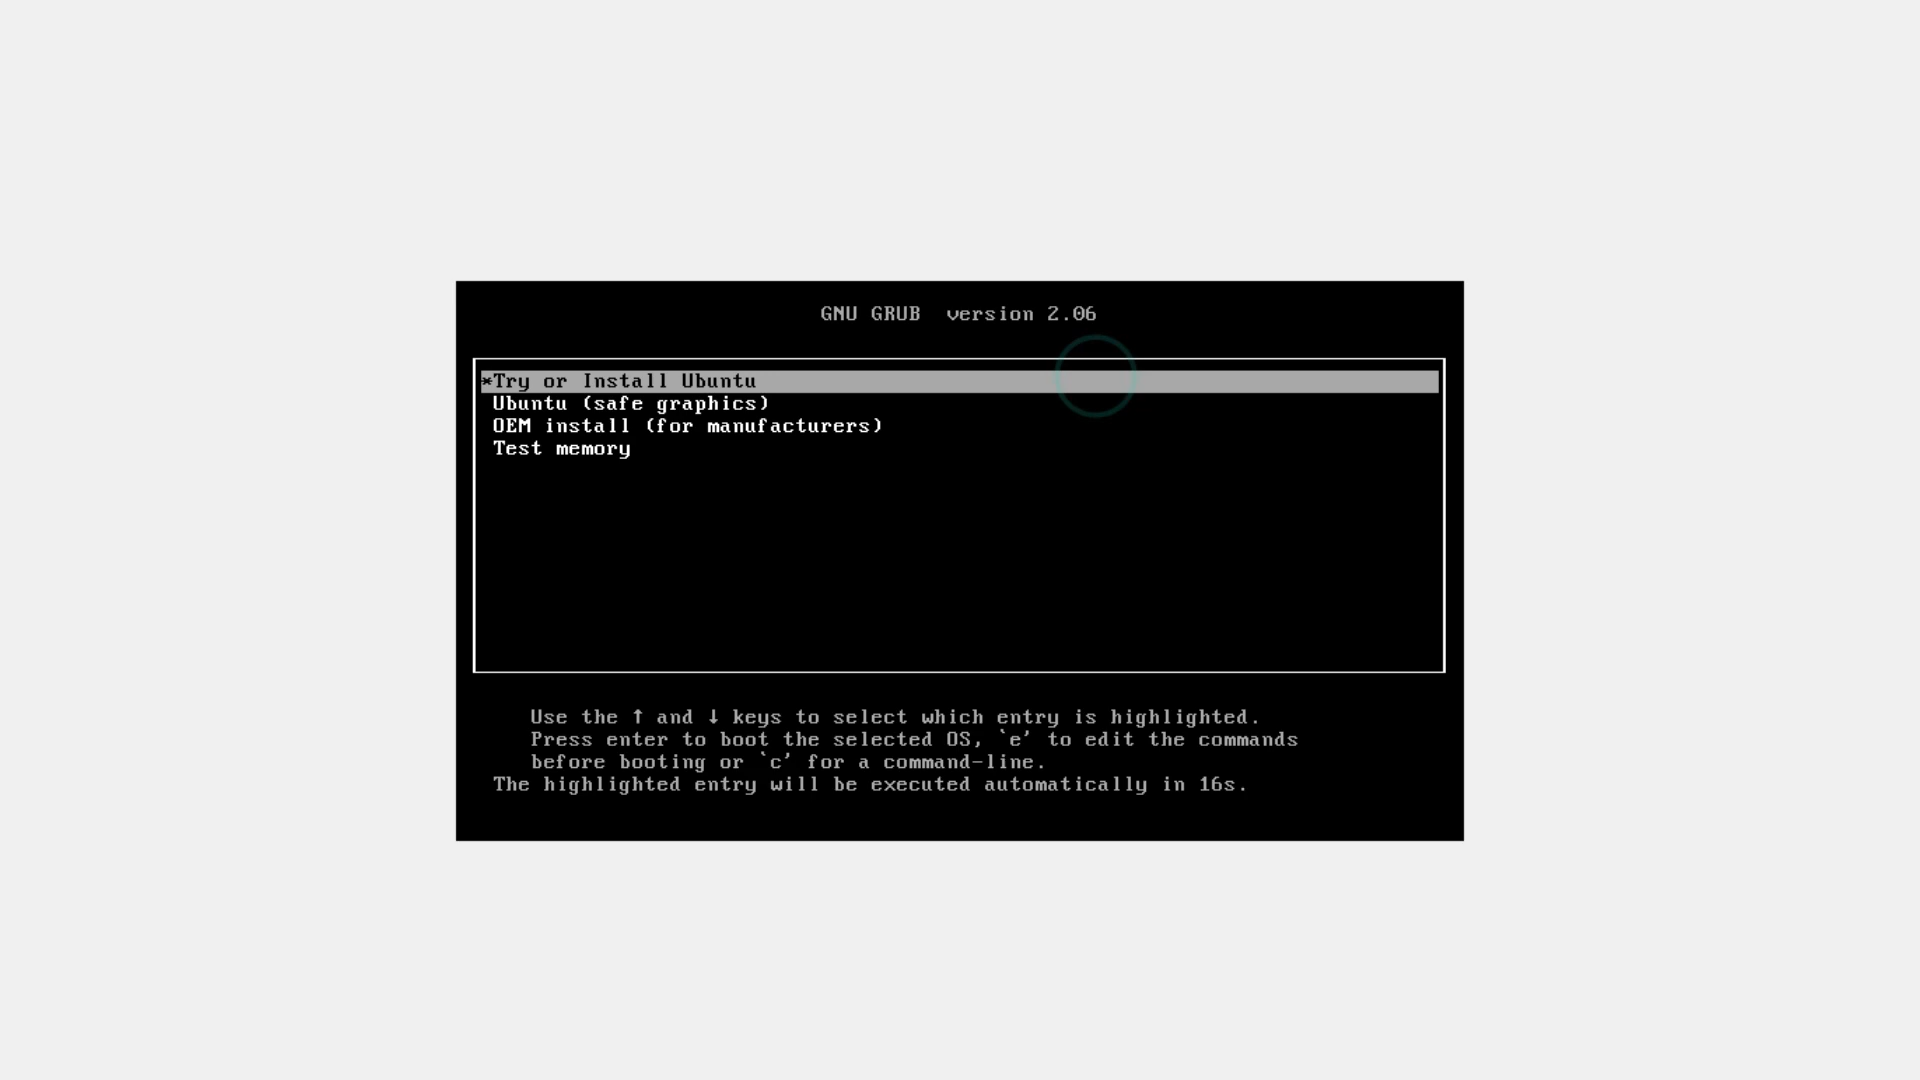 GNU GRUB  version 2.06
*Try or Install Ubuntu
Ubuntu (safe graphics)
OEM install (for manufacturers)
Test memory
Use the ↑ and ↓ keys to select which entry is highlighted.
Press enter to boot the selected OS, `e' to edit the commands
before booting or `c' for a command-line.
The highlighted entry will be executed automatically in 16s.